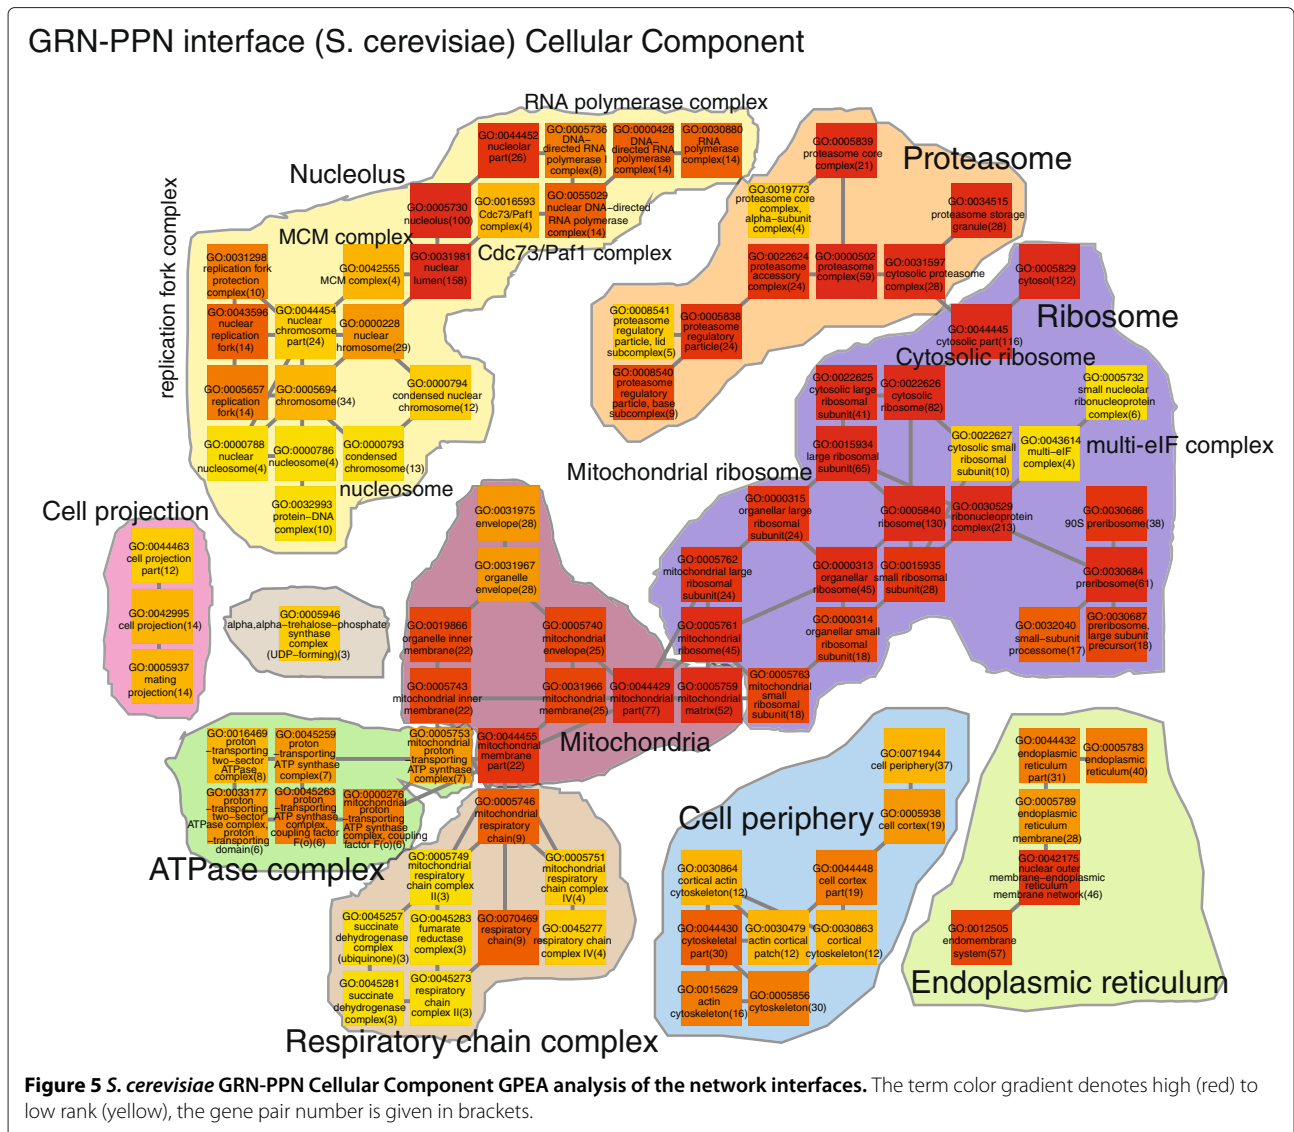 GRN-PPN interface (S. cerevisiae) Cellular Component
RNA polymerase complex
Nucleolus
MCM complex
Cdc73/Paf1 complex
replication fork complex
nucleosome
GO:0044452
nucleolar
part(26)
GO:0005736
DNA-
directed RNA
polymerase I
complex(8)
GO:0000428
DNA-
directed RNA
polymerase
complex(14)
GO:0030880
RNA
polymerase
complex(14)
GO:0005730
nucleolus(100)
GO:0016593
Cdc73/Paf1
complex(4)
GO:0055029
nuclear DNA-directed
RNA polymerase
complex(14)
GO:0031298
replication fork
protection
complex(10)
GO:0042555
MCM complex(4)
GO:0031981
nuclear
lumen(158)
GO:0043596
nuclear
replication
fork(14)
GO:0044454
nuclear
chromosome
part(24)
GO:0000228
nuclear
chromosome(29)
GO:0005657
replication
fork(14)
GO:0005694
chromosome(34)
GO:0000794
condensed nuclear
chromosome(12)
GO:0000788
nuclear
nucleosome(4)
GO:0000786
nucleosome(4)
GO:0000793
condensed
chromosome(13)
GO:0032993
protein-DNA
complex(10)
Proteasome
GO:0005839
proteasome core
complex(21)
GO:0019773
proteasome core
complex,
alpha-subunit
complex(4)
GO:0034515
proteasome storage
granule(28)
GO:0022624
proteasome
accessory
complex(24)
GO:0000502
proteasome
complex(59)
GO:0031597
cytosolic proteasome
complex(28)
GO:0008541
proteasome
regulatory
particle, lid
subcomplex(5)
GO:0005838
proteasome
regulatory
particle(24)
GO:0008540
proteasome
regulatory
particle, base
subcomplex(9)
Ribosome
Cytosolic ribosome
multi-eIF complex
Mitochondrial ribosome
GO:0005829
cytosol(122)
GO:0044445
cytosolic part(116)
GO:0022625
cytosolic large
ribosomal
subunit(41)
GO:0022626
cytosolic
ribosome(82)
GO:0005732
small nucleolar
ribonucleoprotein
complex(6)
GO:0015934
large ribosomal
subunit(65)
GO:0022627
cytosolic small
ribosomal
subunit(10)
GO:0043614
multi-eIF
complex(4)
GO:0000315
organellar large
ribosomal
subunit(24)
GO:0005840
ribosome(130)
GO:0030529
ribonucleoprotein
complex(213)
GO:0030686
90S preribosome(38)
GO:0005762
mitochondrial large
ribosomal
subunit(24)
GO:0000313
organellar
ribosome(45)
GO:0015935
small ribosomal
subunit(28)
GO:0030684
preribosome(61)
GO:0005761
mitochondrial
ribosome(45)
GO:0000314
organellar small
ribosomal
subunit(18)
GO:0032040
small-subunit
processome(17)
GO:0030687
preribosome,
large subunit
precursor(18)
GO:0005763
mitochondrial
small
ribosomal
subunit(18)
Cell projection
GO:0044463
cell projection
part(12)
GO:0042995
cell projection(14)
GO:0005937
mating
projection(14)
GO:0005946
alpha,alpha-trehalose-phosphate
synthase
complex
(UDP-forming)(3)
Mitochondria
GO:0031975
envelope(28)
GO:0031967
organelle
envelope(28)
GO:0019866
organelle inner
membrane(22)
GO:0005740
mitochondrial
envelope(25)
GO:0005743
mitochondrial inner
membrane(22)
GO:0031966
mitochondrial
membrane(25)
GO:0044429
mitochondrial
part(77)
GO:0005759
mitochondrial
matrix(52)
GO:0044455
mitochondrial
membrane
part(22)
ATPase complex
GO:0016469
proton
-transporting
two-sector
ATPase
complex(8)
GO:0045259
proton
-transporting
ATP synthase
complex(7)
GO:0005753
mitochondrial
proton
-transporting
ATP synthase
complex(7)
GO:0033177
proton
-transporting
two-sector
ATPase complex,
proton
-transporting
domain(6)
GO:0045263
proton
-transporting
ATP synthase
complex,
coupling factor
F(o)(6)
GO:0000276
mitochondrial
proton
-transporting
ATP synthase
complex, coupling
factor F(o)(6)
Respiratory chain complex
GO:0005746
mitochondrial
respiratory
chain(9)
GO:0005749
mitochondrial
respiratory
chain complex
II(3)
GO:0005751
mitochondrial
respiratory
chain complex
IV(4)
GO:0045257
succinate
dehydrogenase
complex
(ubiquinone)(3)
GO:0045283
fumarate
reductase
complex(3)
GO:0070469
respiratory
chain(9)
GO:0045277
respiratory chain
complex IV(4)
GO:0045281
succinate
dehydrogenase
complex(3)
GO:0045273
respiratory
chain
complex II(3)
Cell periphery
GO:0071944
cell periphery(37)
GO:0005938
cell cortex(19)
GO:0030864
cortical actin
cytoskeleton(12)
GO:0044448
cell cortex
part(19)
GO:0044430
cytoskeletal
part(30)
GO:0030479
actin cortical
patch(12)
GO:0030863
cortical
cytoskeleton(12)
GO:0015629
actin
cytoskeleton(16)
GO:0005856
cytoskeleton(30)
Endoplasmic reticulum
GO:0044432
endoplasmic
reticulum
part(31)
GO:0005783
endoplasmic
reticulum(40)
GO:0005789
endoplasmic
reticulum
membrane(28)
GO:0042175
nuclear outer
membrane-endoplasmic
reticulum
membrane network(46)
GO:0012505
endomembrane
system(57)
Figure 5 S. cerevisiae GRN-PPN Cellular Component GPEA analysis of the network interfaces. The term color gradient denotes high (red) to
low rank (yellow), the gene pair number is given in brackets.